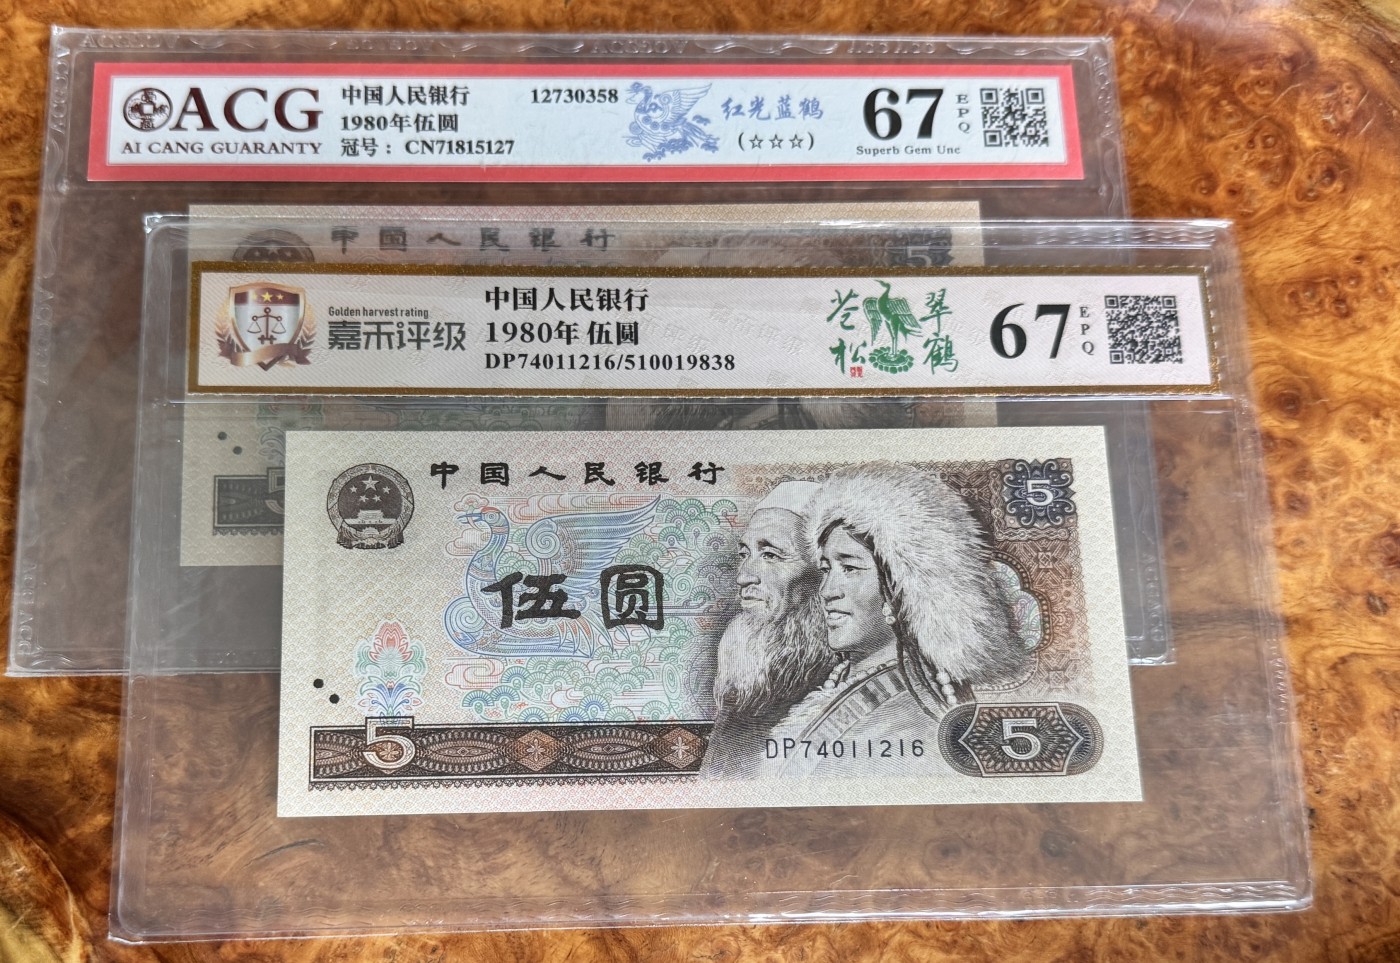 ACG
AI CANG GUARANTY
中国人民银行
1980年伍圆
冠号： CN71815127
12730358
红光蓝鹤
(☆☆☆)
67
EPQ
Superb Gem Unc
中国人民银行
5
Golden harvest rating
嘉禾评级
中国人民银行
1980年 伍圆
DP74011216/510019838
苍松
翠鹤
67
EPQ
中国人民银行
5
伍圆
5
DP74011216
5